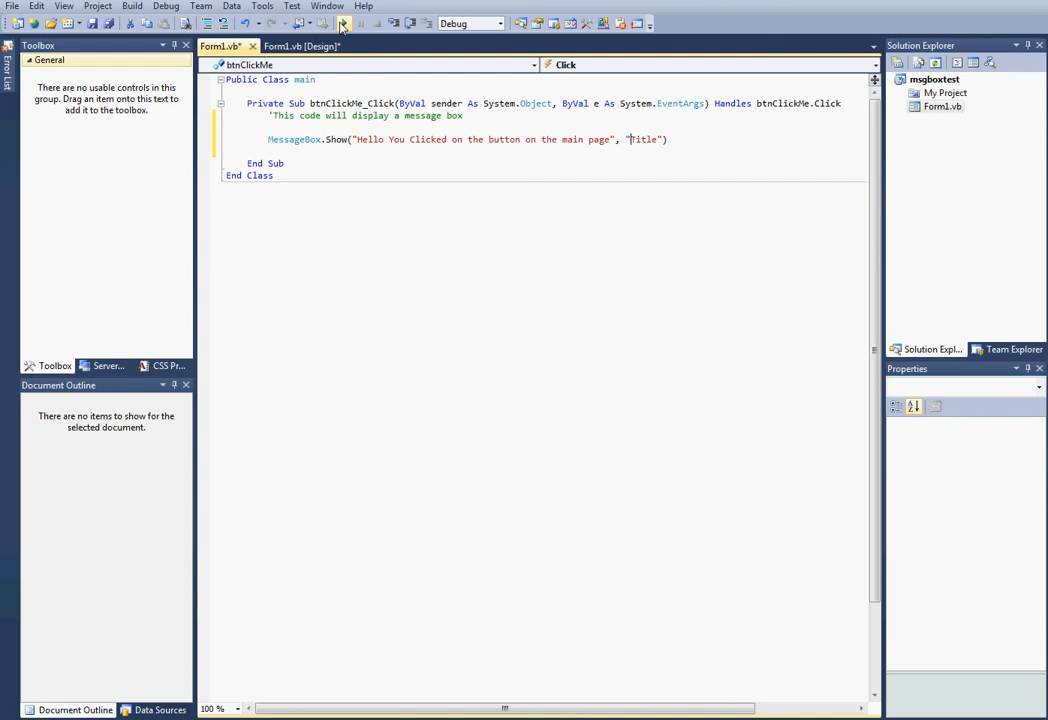 File Edit View Project Build Debug Team Data Tools Test Window Help
Debug
Error List
Toolbox
General
There are no usable controls in this
group. Drag an item onto this text to
add it to the toolbox.
Toolbox Server... CSS Pr...
Document Outline
There are no items to show for the
selected document.
Document Outline Data Sources
Form1.vb* Form1.vb [Design]*
btnClickMe Click
Public Class main
Private Sub btnClickMe_Click(ByVal sender As System.Object, ByVal e As System.EventArgs) Handles btnClickMe.Click
'This code will display a message box
MessageBox.Show("Hello You Clicked on the button on the main page", "Title")
End Sub
End Class
100 %
Solution Explorer
msgboxtest
My Project
Form1.vb
Solution Expl... Team Explorer
Properties